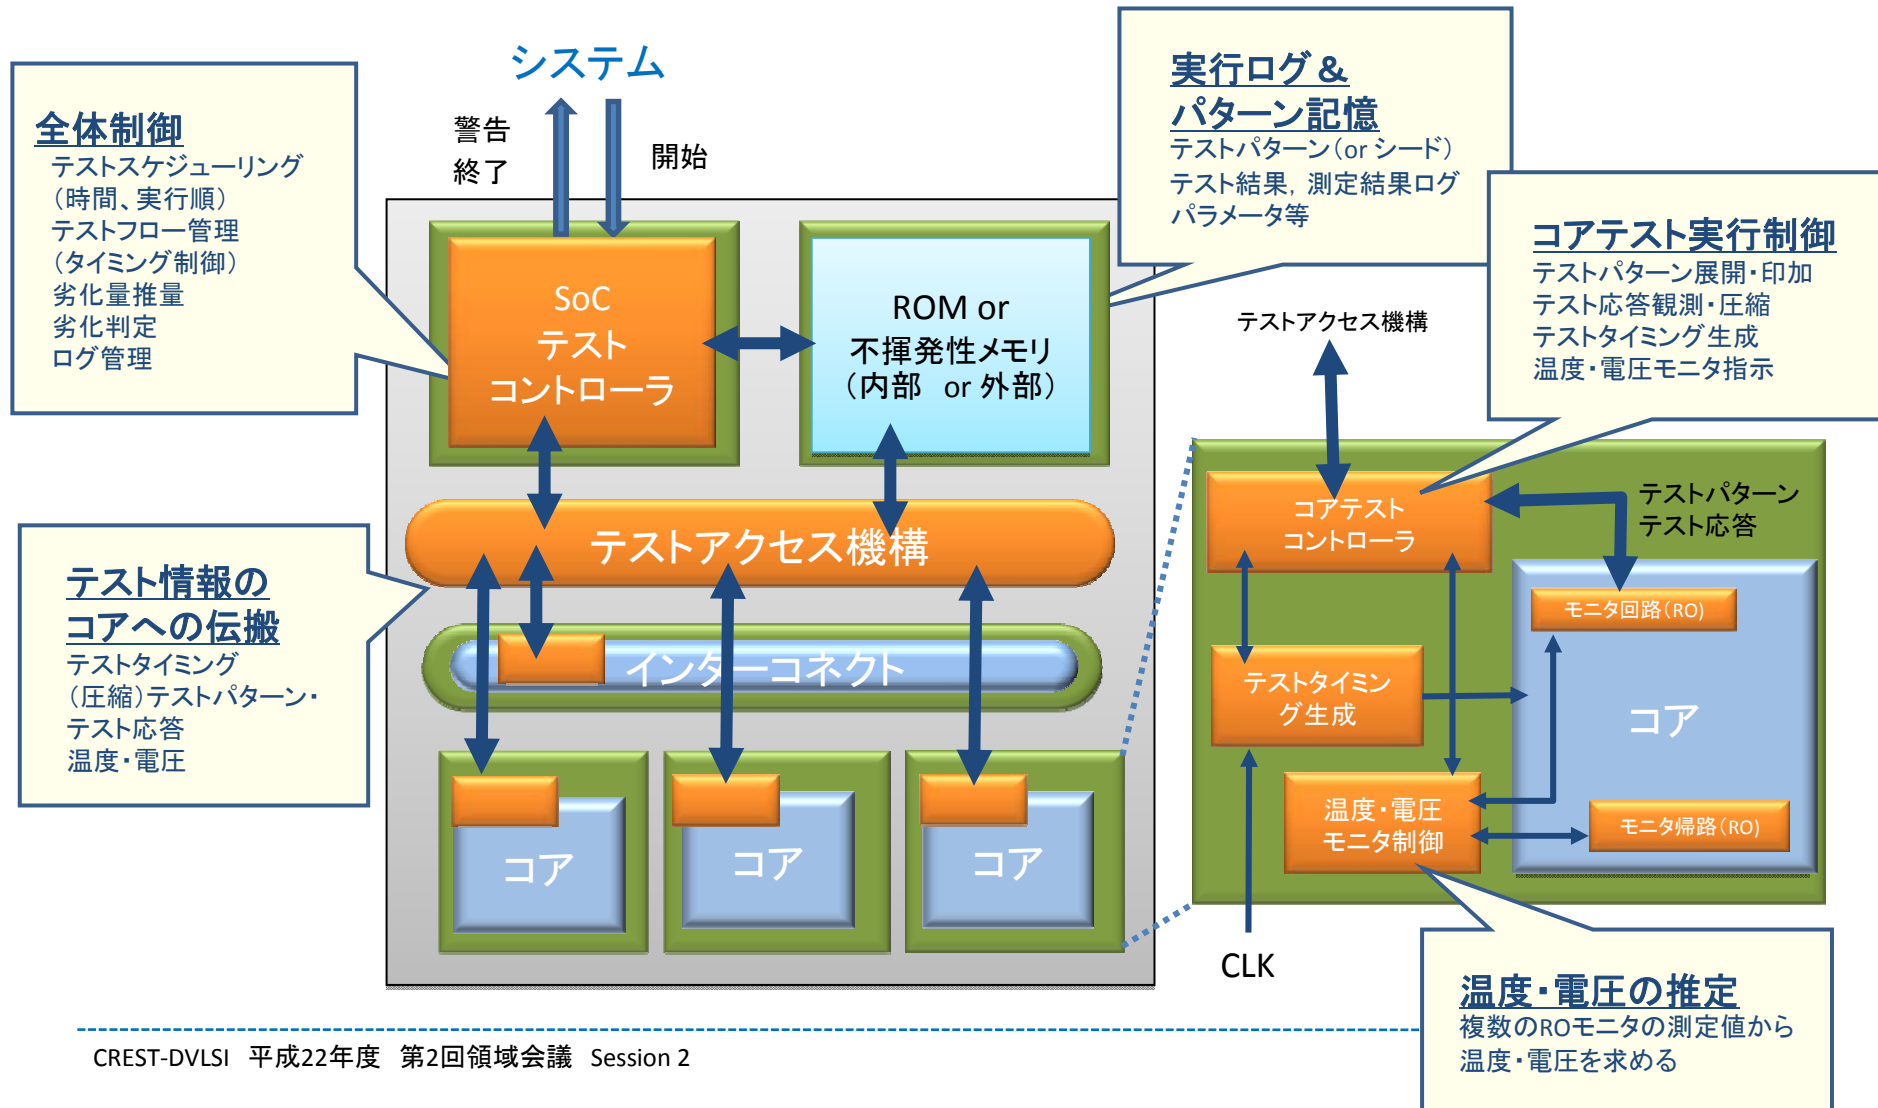 システム
警告
終了
開始
全体制御
テストスケジューリング
（時間、実行順）
テストフロー管理
（タイミング制御）
劣化量推量
劣化判定
ログ管理
実行ログ＆
パターン記憶
テストパターン（or シード）
テスト結果，測定結果ログ
パラメータ等
コアテスト実行制御
テストパターン展開・印加
テスト応答観測・圧縮
テストタイミング生成
温度・電圧モニタ指示
SoC
テスト
コントローラ
ROM or
不揮発性メモリ
（内部　or 外部）
テストアクセス機構
テスト情報の
コアへの伝搬
テストタイミング
（圧縮）テストパターン・
テスト応答
温度・電圧
インターコネクト
コア
コア
コア
テストアクセス機構
コアテスト
コントローラ
テストパターン
テスト応答
モニタ回路（RO）
テストタイミン
グ生成
コア
温度・電圧
モニタ制御
モニタ帰路（RO）
CLK
温度・電圧の推定
複数のROモニタの測定値から
温度・電圧を求める
CREST-DVLSI　平成22年度　第2回領域会議　Session 2